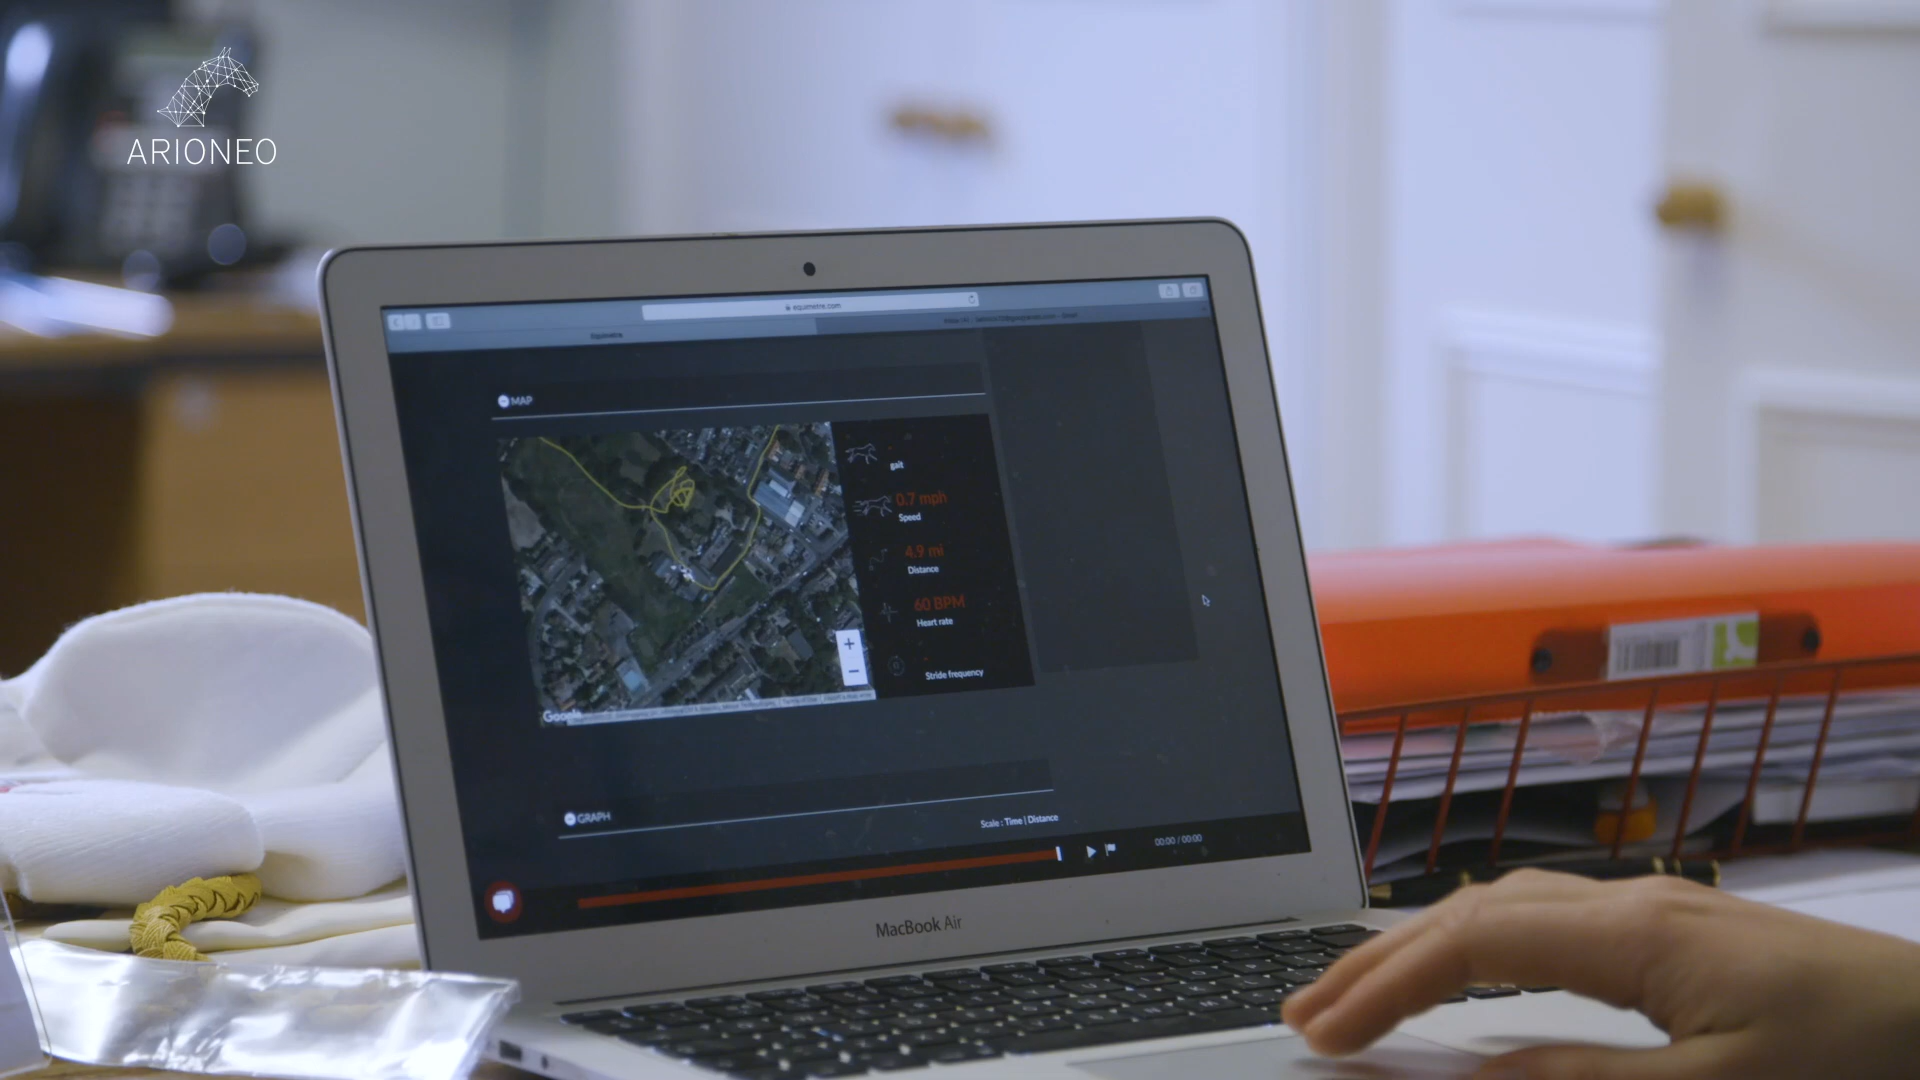 ARIONEO
equimetre.com
Equimetre
MAP
gait
0.7 mph
Speed
4.9 mi
Distance
60 BPM
Heart rate
Stride frequency
+
−
Google
GRAPH
Scale : Time | Distance
00:00 / 00:00
MacBook Air